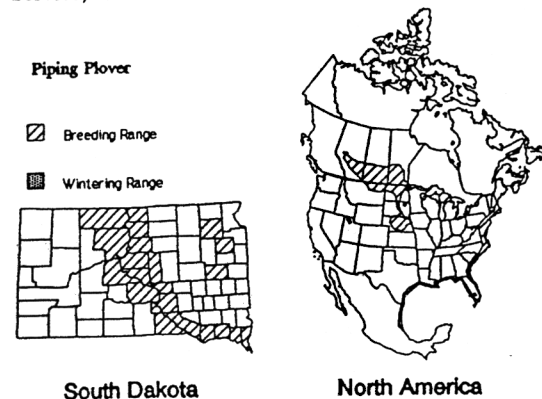 Piping Plover
Breeding Range
Wintering Range
South Dakota
North America